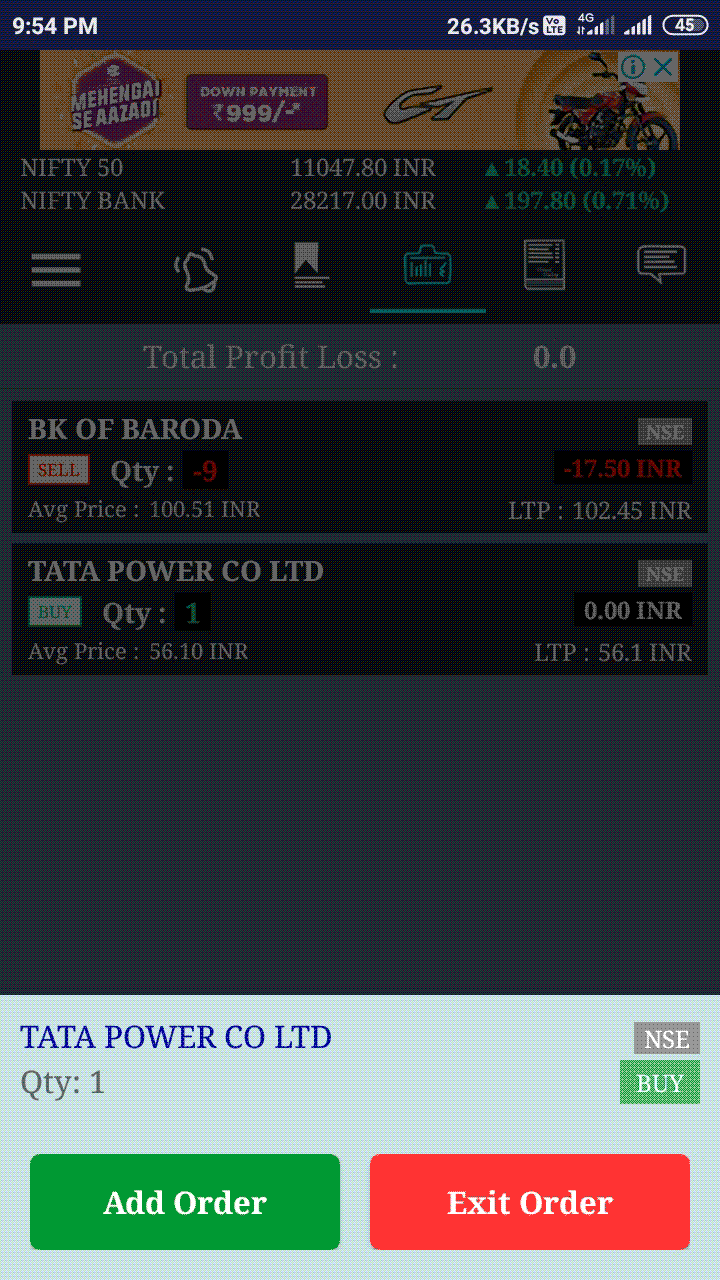 9:54 PM 26.3KB/s Vo LTE 4G 45
MEHENGAI SE AAZADI
DOWN PAYMENT
₹999/-*
CT
NIFTY 50 11047.80 INR ▲18.40 (0.17%)
NIFTY BANK 28217.00 INR ▲197.80 (0.71%)
Total Profit Loss : 0.0
BK OF BARODA NSE
SELL Qty : -9 -17.50 INR
Avg Price : 100.51 INR LTP : 102.45 INR
TATA POWER CO LTD NSE
BUY Qty : 1 0.00 INR
Avg Price : 56.10 INR LTP : 56.1 INR
TATA POWER CO LTD NSE
Qty: 1 BUY
Add Order Exit Order